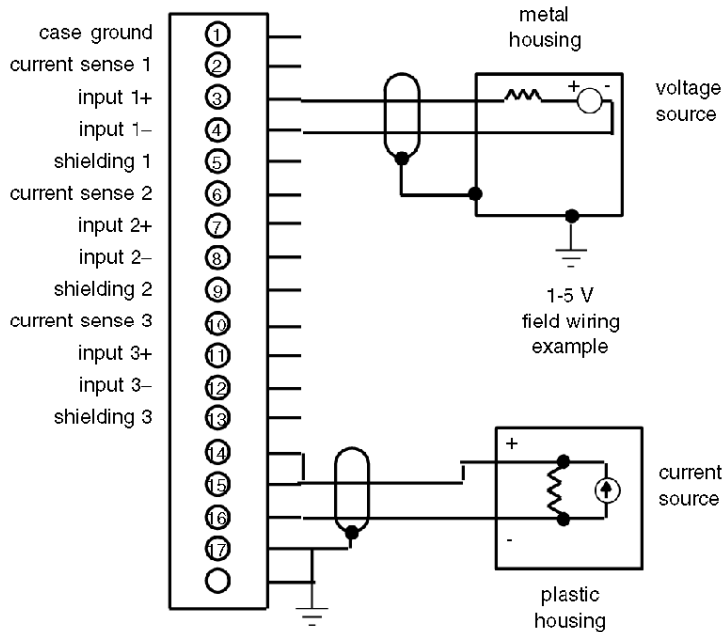 case ground 1
current sense 1 2
input 1+ 3
input 1– 4
shielding 1 5
current sense 2 6
input 2+ 7
input 2– 8
shielding 2 9
current sense 3 10
input 3+ 11
input 3– 12
shielding 3 13
14
15
16
17
metal
housing
+ -
voltage
source
1-5 V
field wiring
example
+
-
current
source
plastic
housing